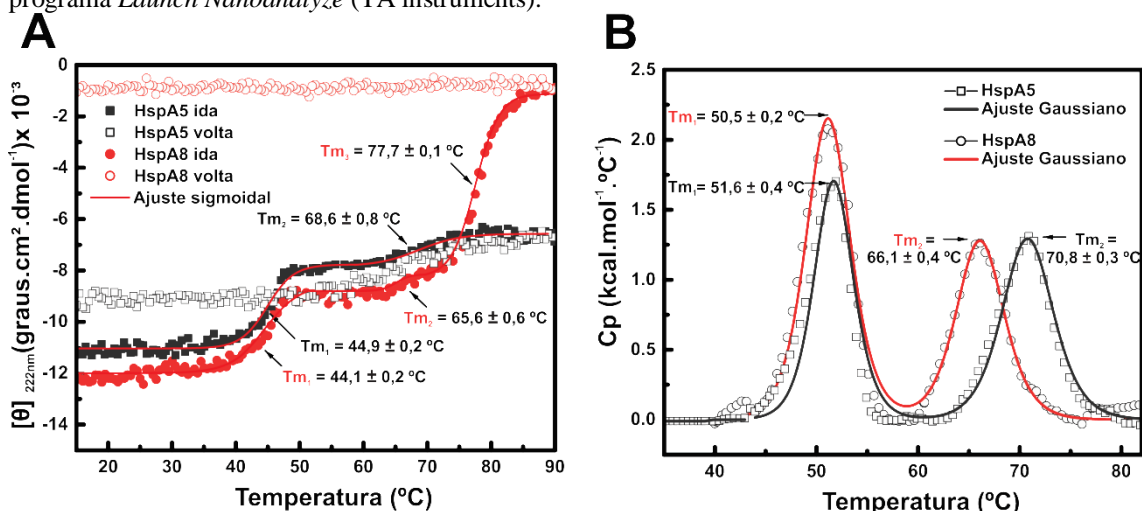 programa Launch Nanoanalyze (TA instruments).
A
0
-2
-4
-6
-8
-10
-12
-14
[θ] 222nm(graus.cm².dmol⁻¹)x 10⁻³
HspA5 ida
HspA5 volta
HspA8 ida
HspA8 volta
Ajuste sigmoidal
Tm₃ = 77,7 ± 0,1 ºC
Tm₂ = 68,6 ± 0,8 ºC
Tm₂ = 65,6 ± 0,6 ºC
Tm₁ = 44,9 ± 0,2 ºC
Tm₁ = 44,1 ± 0,2 ºC
20 30 40 50 60 70 80 90
Temperatura (ºC)
B
2.5
2.0
1.5
1.0
0.5
0.0
Cp (kcal.mol⁻¹.ºC⁻¹)
HspA5
Ajuste Gaussiano
HspA8
Ajuste Gaussiano
Tm₁= 50,5 ± 0,2 ºC
Tm₁= 51,6 ± 0,4 ºC
Tm₂ =
66,1 ± 0,4 ºC
Tm₂ =
70,8 ± 0,3 ºC
40 50 60 70 80
Temperatura (ºC)